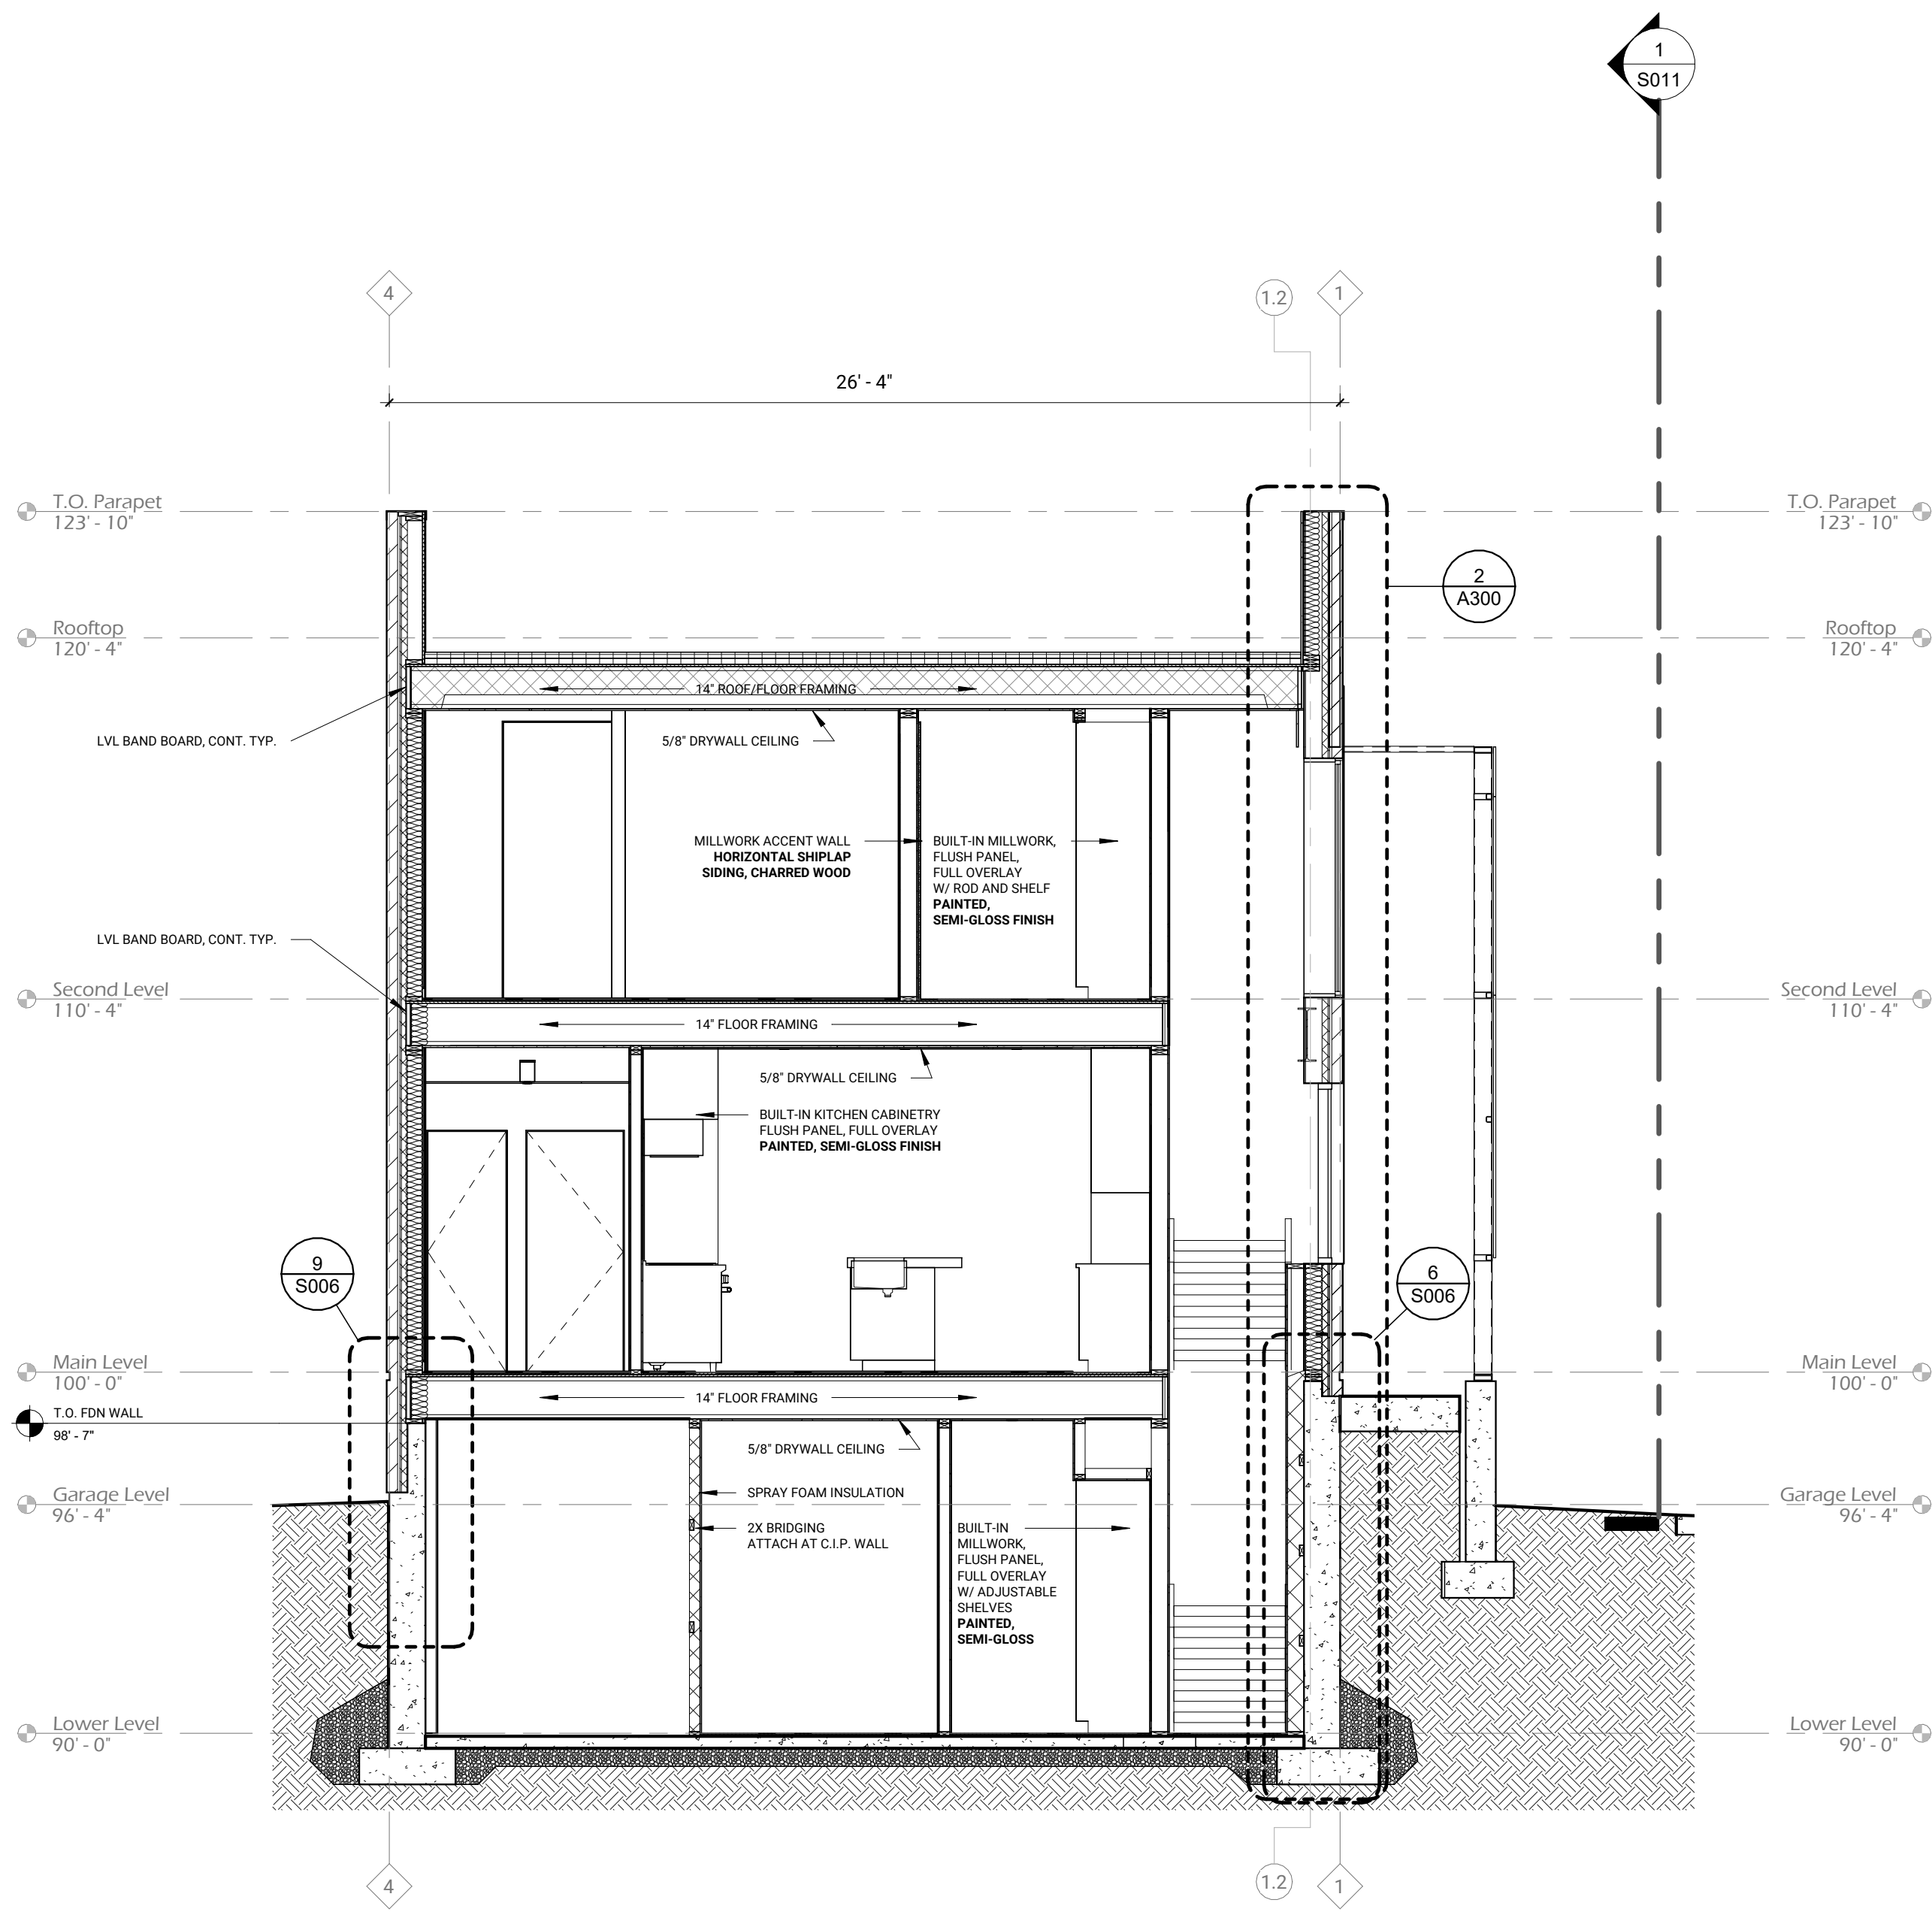 1
S011
4
1.2
1
26' - 4"
T.O. Parapet
123' - 10"
T.O. Parapet
123' - 10"
2
A300
Rooftop
120' - 4"
Rooftop
120' - 4"
14" ROOF/FLOOR FRAMING
LVL BAND BOARD, CONT. TYP.
5/8" DRYWALL CEILING
MILLWORK ACCENT WALL
HORIZONTAL SHIPLAP
SIDING, CHARRED WOOD
BUILT-IN MILLWORK,
FLUSH PANEL,
FULL OVERLAY
W/ ROD AND SHELF
PAINTED,
SEMI-GLOSS FINISH
LVL BAND BOARD, CONT. TYP.
Second Level
110' - 4"
Second Level
110' - 4"
14" FLOOR FRAMING
5/8" DRYWALL CEILING
BUILT-IN KITCHEN CABINETRY
FLUSH PANEL, FULL OVERLAY
PAINTED, SEMI-GLOSS FINISH
9
S006
6
S006
Main Level
100' - 0"
Main Level
100' - 0"
14" FLOOR FRAMING
T.O. FDN WALL
98' - 7"
5/8" DRYWALL CEILING
SPRAY FOAM INSULATION
Garage Level
96' - 4"
Garage Level
96' - 4"
2X BRIDGING
ATTACH AT C.I.P. WALL
BUILT-IN
MILLWORK,
FLUSH PANEL,
FULL OVERLAY
W/ ADJUSTABLE
SHELVES
PAINTED,
SEMI-GLOSS
Lower Level
90' - 0"
Lower Level
90' - 0"
4
1.2
1